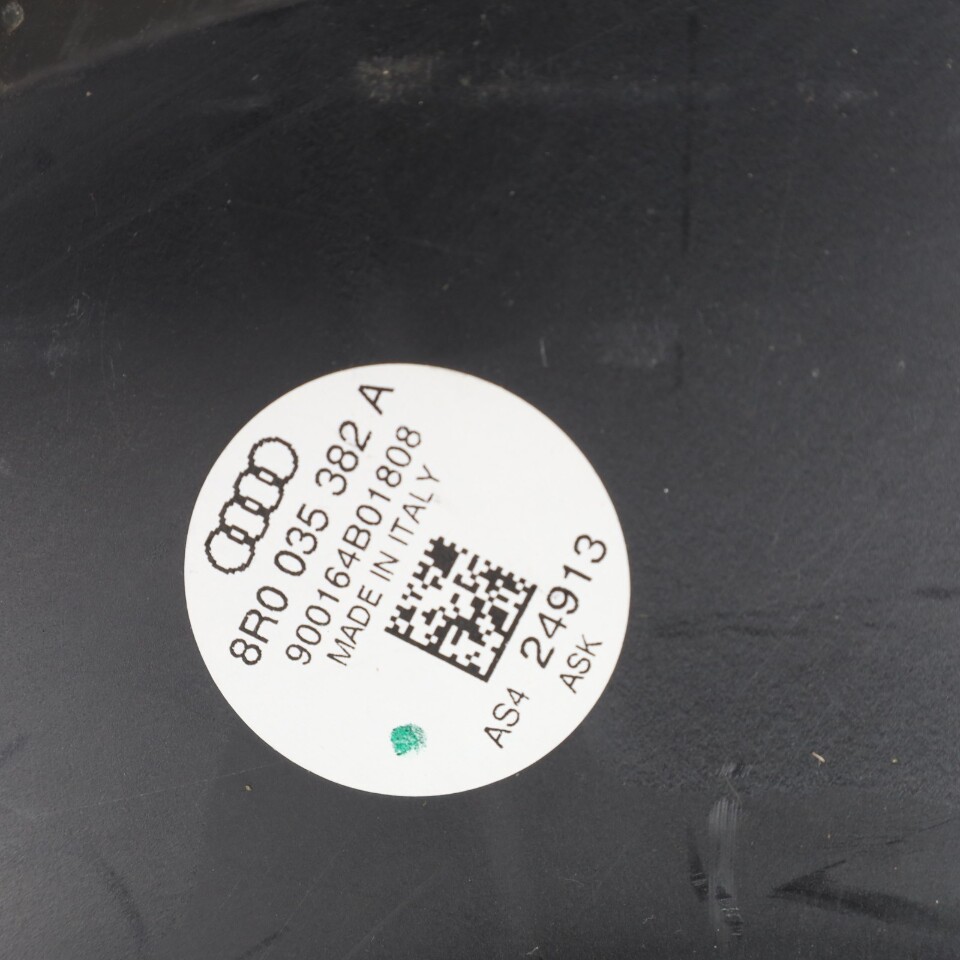 8R0 035 382 A
900164B01808
MADE IN ITALY
AS4 24913
ASK